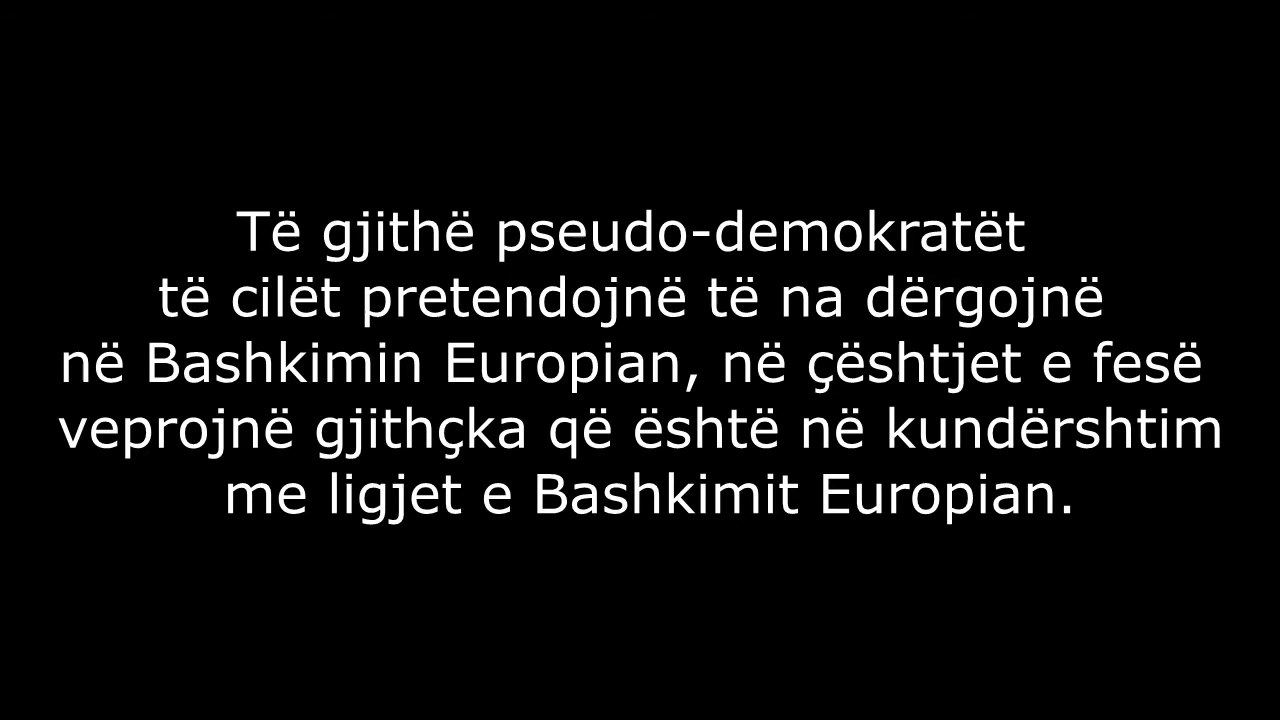 Të gjithë pseudo-demokratët
të cilët pretendojnë të na dërgojnë
në Bashkimin Europian, në çështjet e fesë
veprojnë gjithçka që është në kundërshtim
me ligjet e Bashkimit Europian.